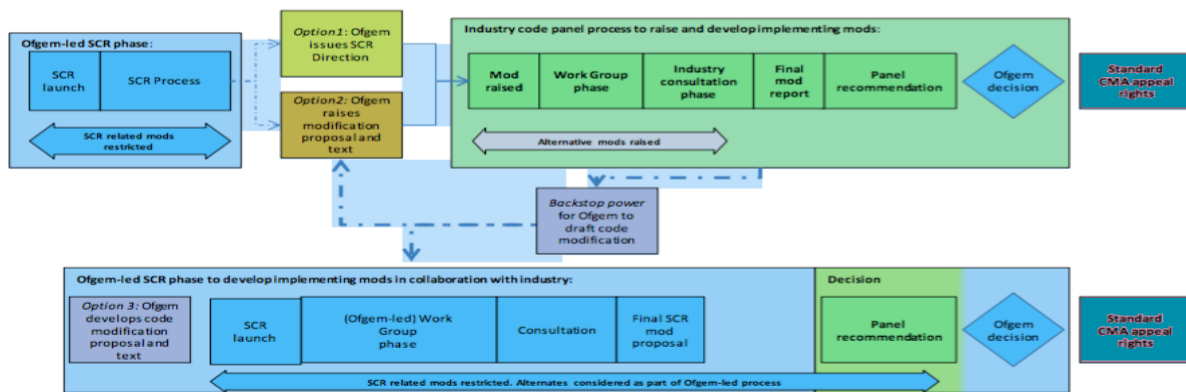 Ofgem-led SCR phase:
SCR
launch
SCR Process
SCR related mods
restricted
Option1: Ofgem
issues SCR
Direction
Option2: Ofgem
raises
modification
proposal and
text
Industry code panel process to raise and develop implementing mods:
Mod
raised
Work Group
phase
Industry
consultation
phase
Final
mod
report
Panel
recommendation
Alternative mods raised
Ofgem
decision
Standard
CMA appeal
rights
Backstop power
for Ofgem to
draft code
modification
Ofgem-led SCR phase to develop implementing mods in collaboration with industry:
Option 3: Ofgem
develops code
modification
proposal and
text
SCR
launch
(Ofgem-led) Work
Group
phase
Consultation
Final SCR
mod
proposal
Decision
Panel
recommendation
Ofgem
decision
Standard
CMA appeal
rights
SCR related mods restricted. Alternates considered as part of Ofgem-led process